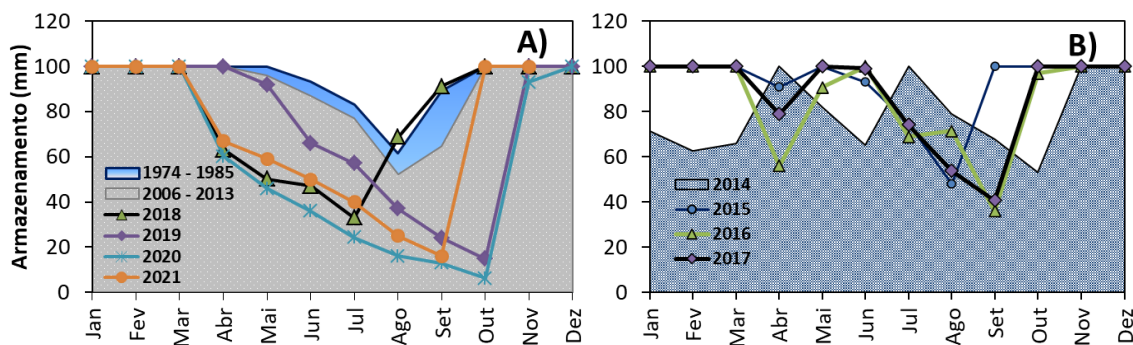 Armazenamento (mm)
120
100
80
60
40
20
0
A)
1974 - 1985
2006 - 2013
2018
2019
2020
2021
Jan
Fev
Mar
Abr
Mai
Jun
Jul
Ago
Set
Out
Nov
Dez
120
100
80
60
40
20
0
B)
2014
2015
2016
2017
Jan
Fev
Mar
Abr
Mai
Jun
Jul
Ago
Set
Out
Nov
Dez